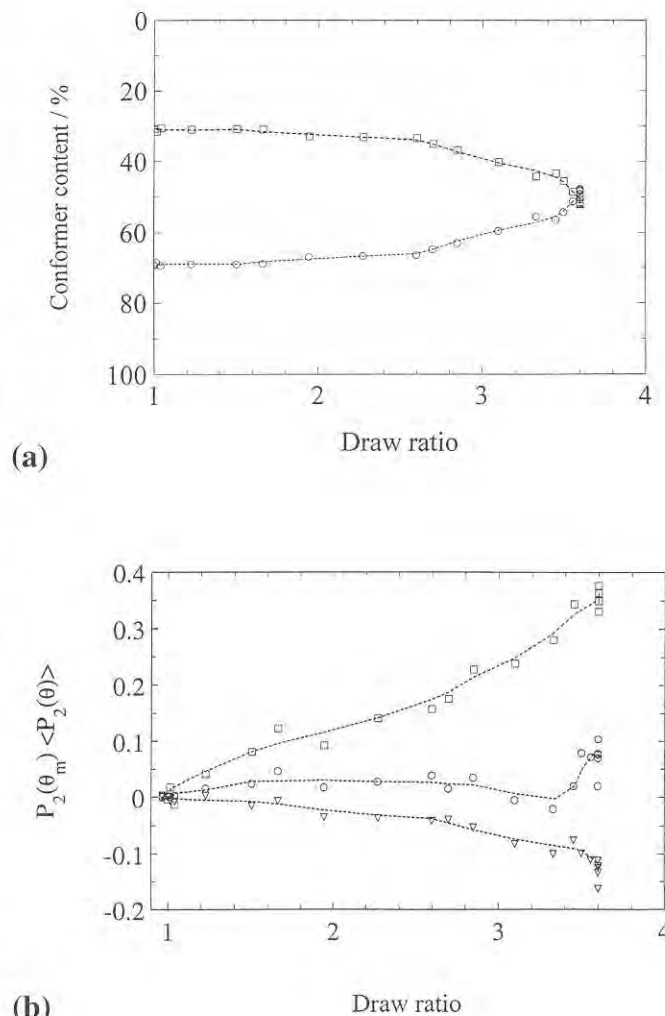 0
20
40
60
80
100
Conformer content / %
1 2 3 4
Draw ratio
(a)
0.4
0.3
0.2
0.1
0
-0.1
-0.2
P₂(θₘ) <P₂(θ)>
1 2 3 4
Draw ratio
(b)